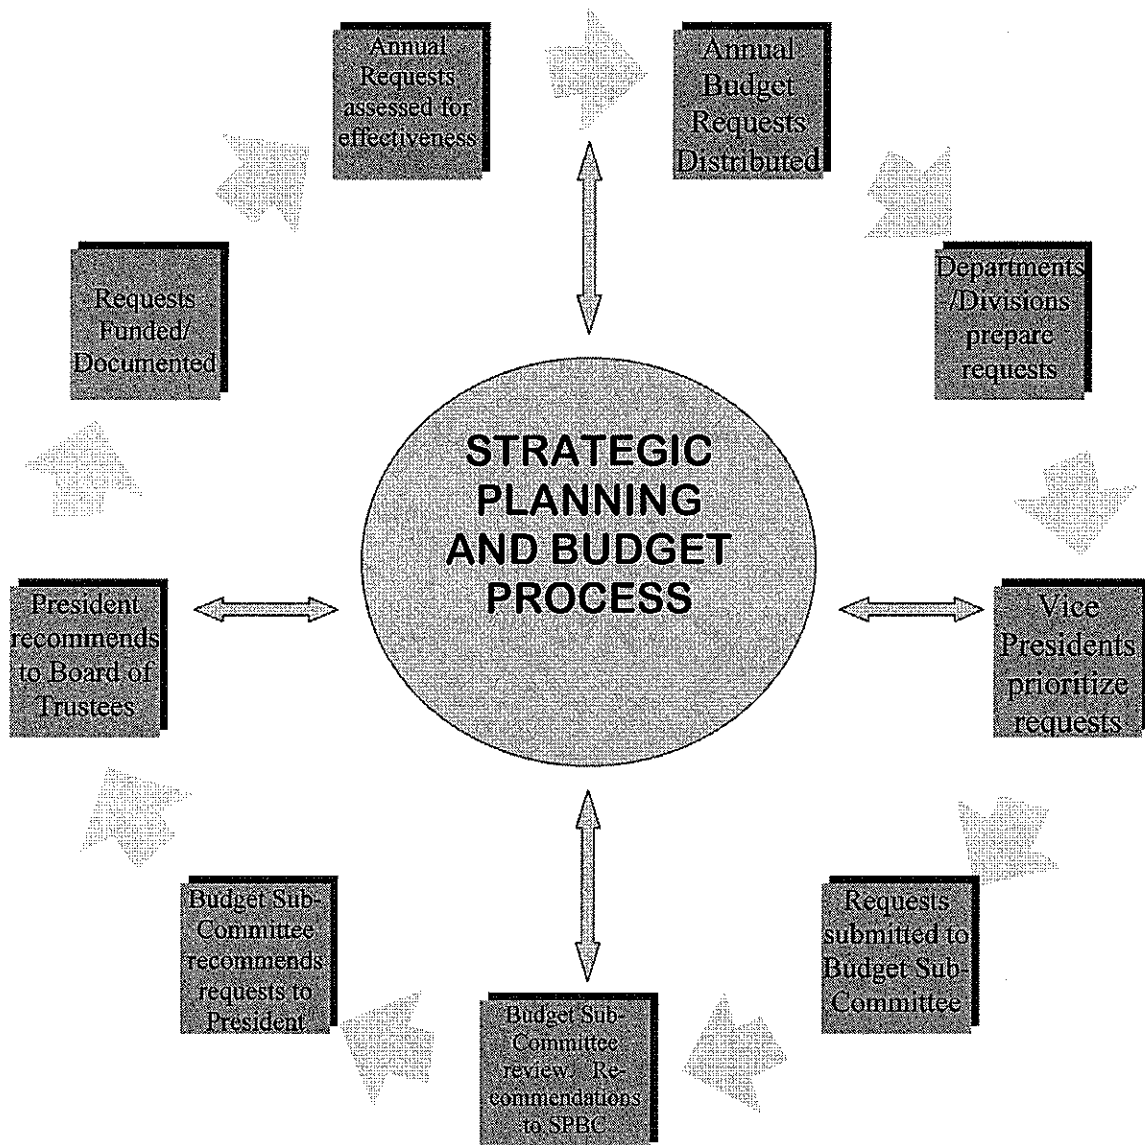 Annual
Requests
assessed for
effectiveness
Annual
Budget
Requests
Distributed
Departments
/Divisions
prepare
requests
Vice
Presidents
prioritize
requests
Requests
submitted to
Budget Sub-
Committee
Budget Sub-
Committee
review. Re-
commendations
to SPBC
Budget Sub-
Committee
recommends
requests to
President
President
recommends
to Board of
Trustees
Requests
Funded/
Documented
STRATEGIC
PLANNING
AND BUDGET
PROCESS